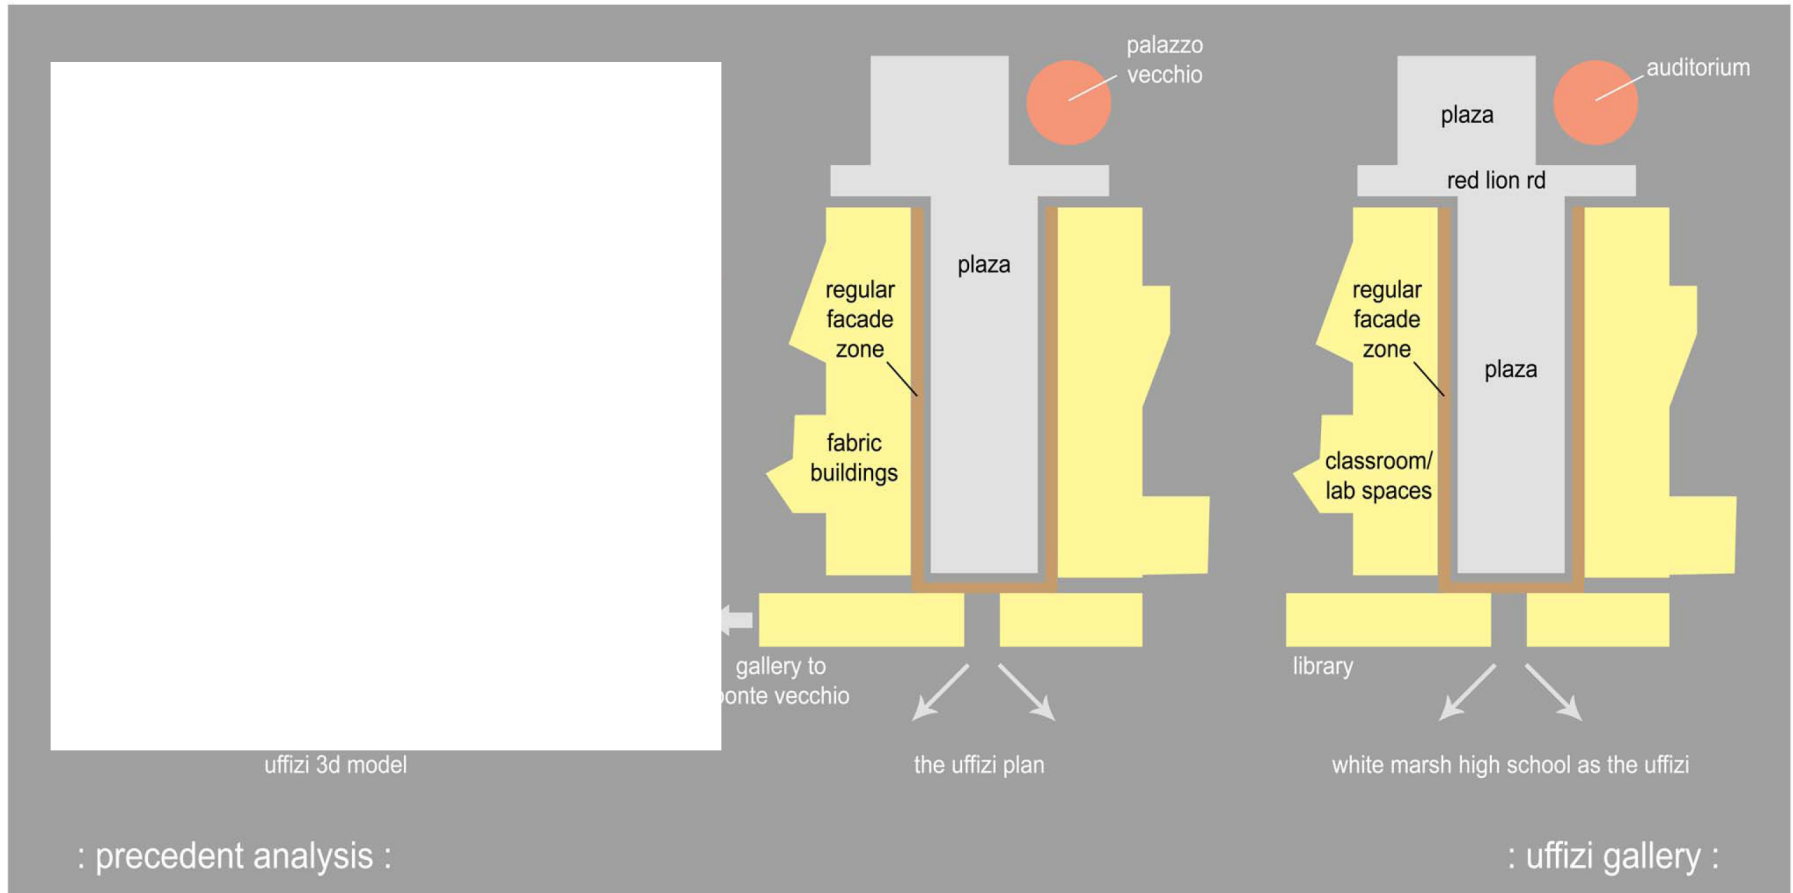 palazzo
vecchio
plaza
regular
facade
zone
fabric
buildings
gallery to
ponte vecchio
auditorium
plaza
red lion rd
regular
facade
zone
plaza
classroom/
lab spaces
library
uffizi 3d model
the uffizi plan
white marsh high school as the uffizi
: precedent analysis :
: uffizi gallery :